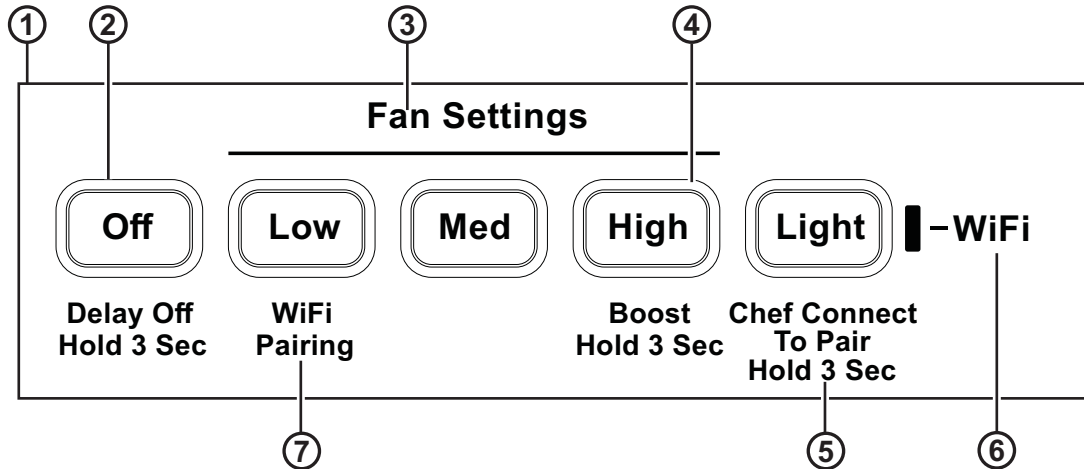 1 2 3 4
Fan Settings
Off Low Med High Light -WiFi
Delay Off
Hold 3 Sec
WiFi
Pairing
Boost
Hold 3 Sec
Chef Connect
To Pair
Hold 3 Sec
7 5 6